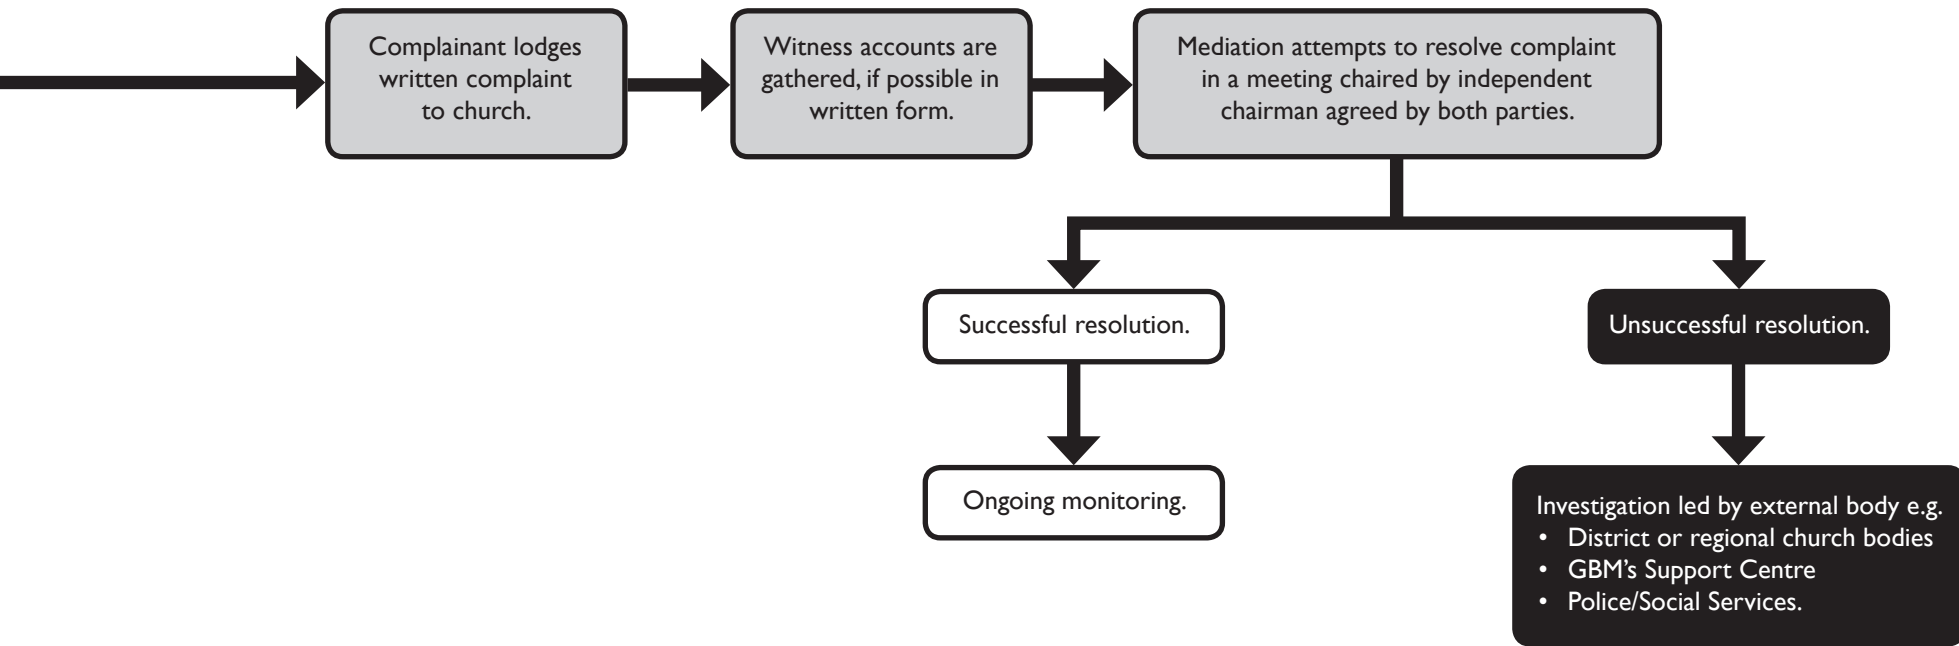 Complainant lodges
written complaint
to church.
Witness accounts are
gathered, if possible in
written form.
Mediation attempts to resolve complaint
in a meeting chaired by independent
chairman agreed by both parties.
Successful resolution.
Unsuccessful resolution.
Ongoing monitoring.
Investigation led by external body e.g.
• District or regional church bodies
• GBM’s Support Centre
• Police/Social Services.